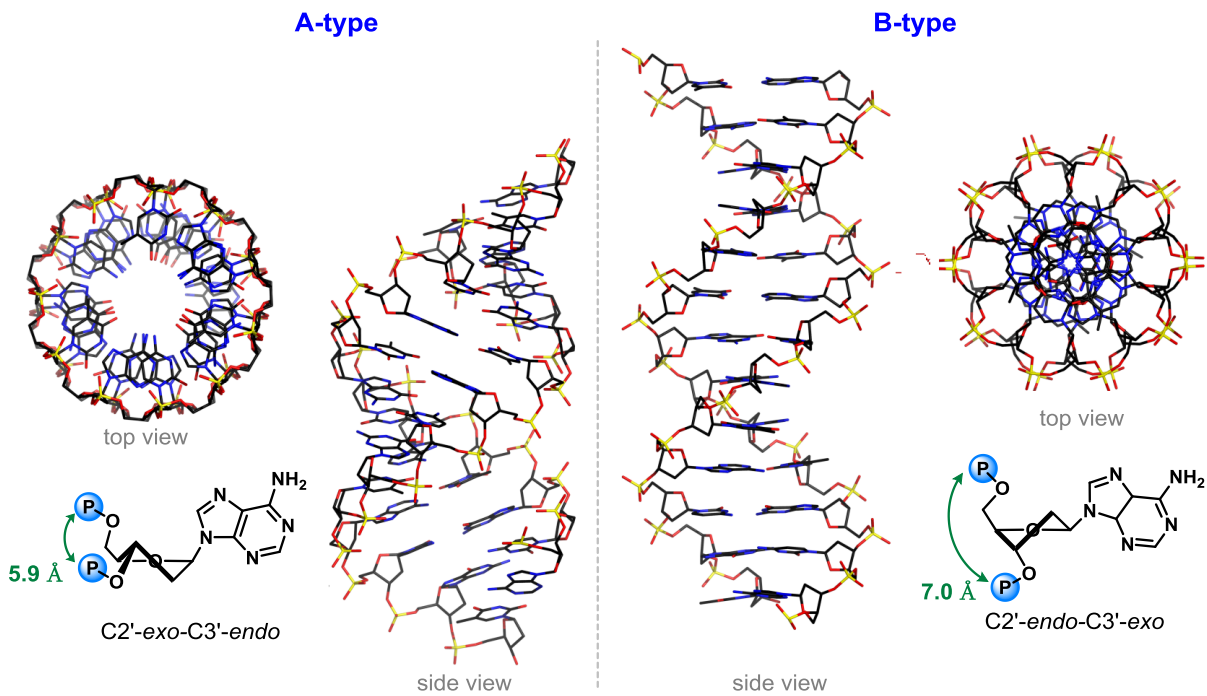 A-type
B-type
top view
top view
P
O
P
O
5.9 Å
N
N
N
N
NH2
C2'-exo-C3'-endo
side view
side view
P
O
P
O
O
7.0 Å
N
N
N
N
NH2
C2'-endo-C3'-exo